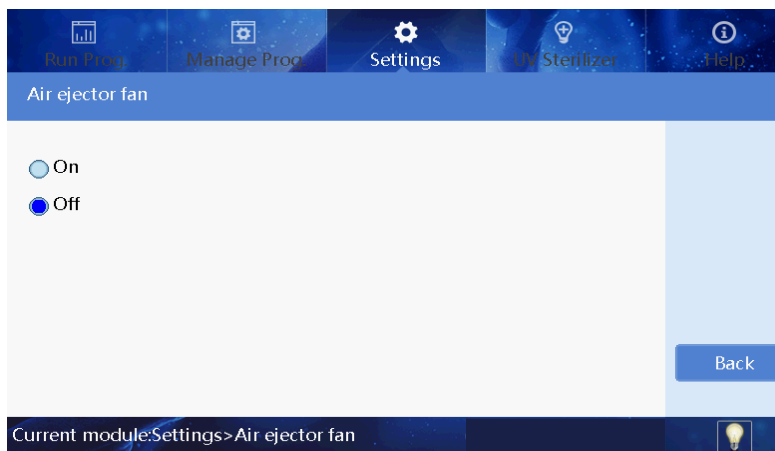 Run Prog. Manage Prog. Settings UV Sterilizer Help
Air ejector fan
On
Off
Back
Current module:Settings>Air ejector fan